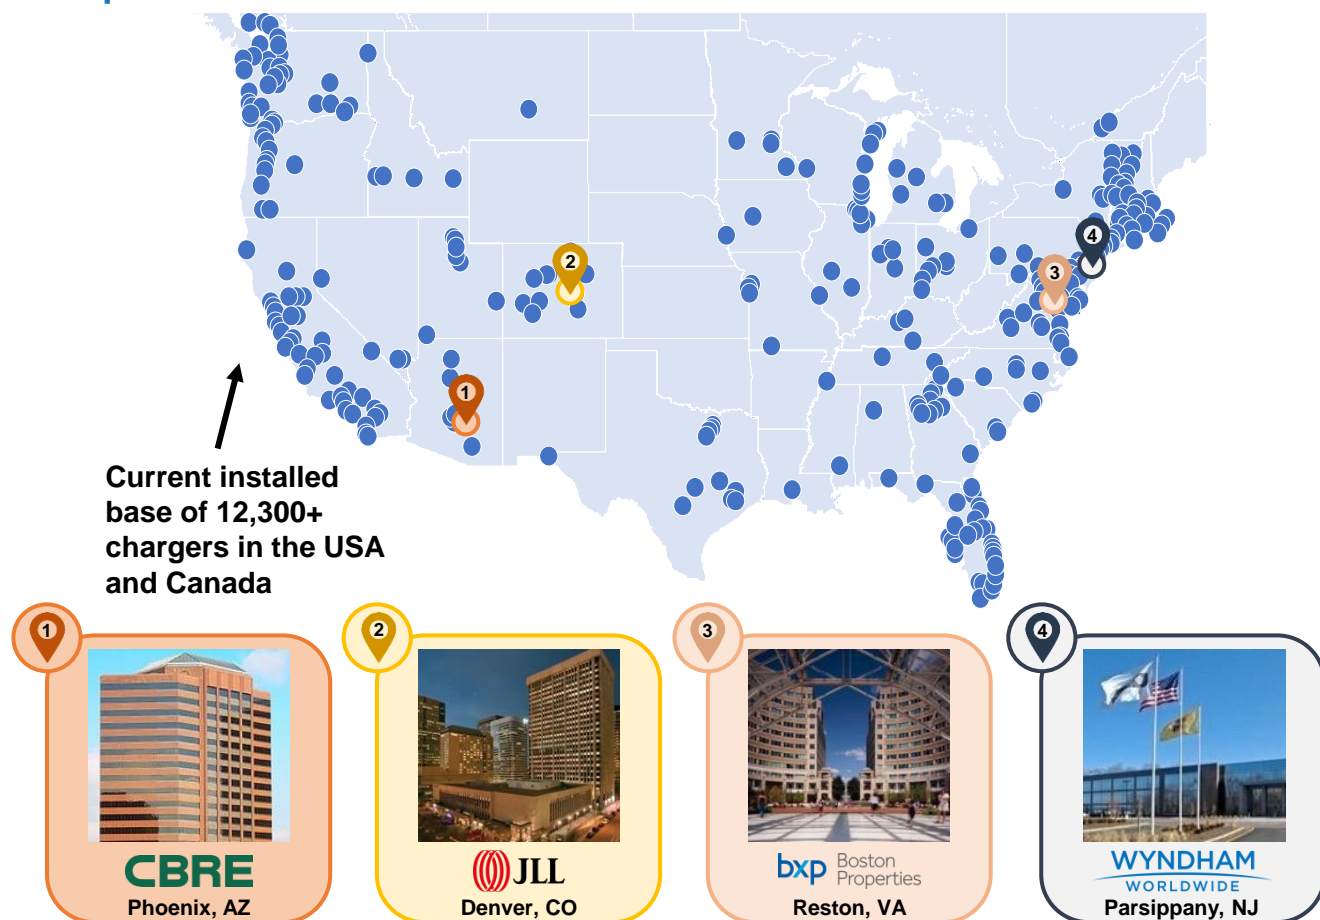 4
2
3
1
Current installed
base of 12,300+
chargers in the USA
and Canada
1
2
3
4
CBRE
Phoenix, AZ
JLL
Denver, CO
bxp Boston
Properties
Reston, VA
WYNDHAM
WORLDWIDE
Parsippany, NJ